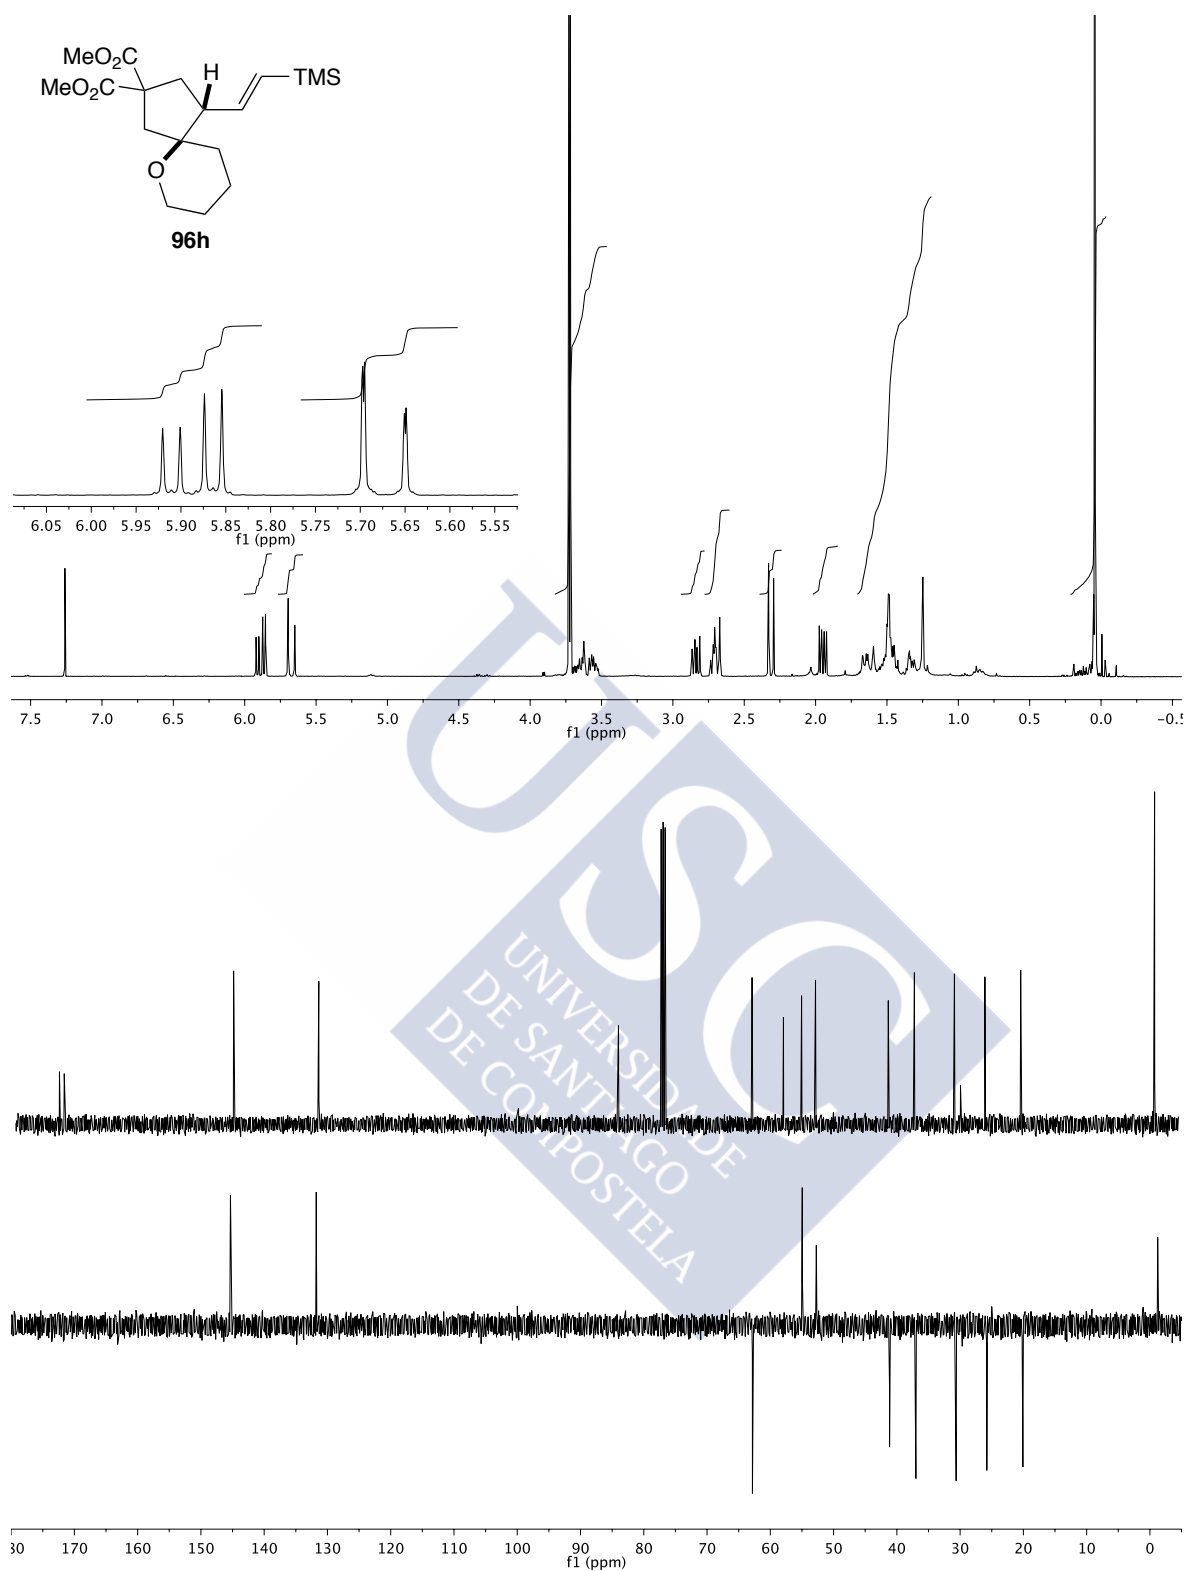 MeO2C
H
MeO2C
TMS
O
96h
6.05 6.00 5.95 5.90 5.85 5.80 5.75 5.70 5.65 5.60 5.55
f1 (ppm)
7.5 7.0 6.5 6.0 5.5 5.0 4.5 4.0 3.5 3.0 2.5 2.0 1.5 1.0 0.5 0.0 −0.5
f1 (ppm)
USC
UNIVERSIDADE
DE SANTIAGO
DE COMPOSTELA
80 170 160 150 140 130 120 110 100 90 80 70 60 50 40 30 20 10 0
f1 (ppm)